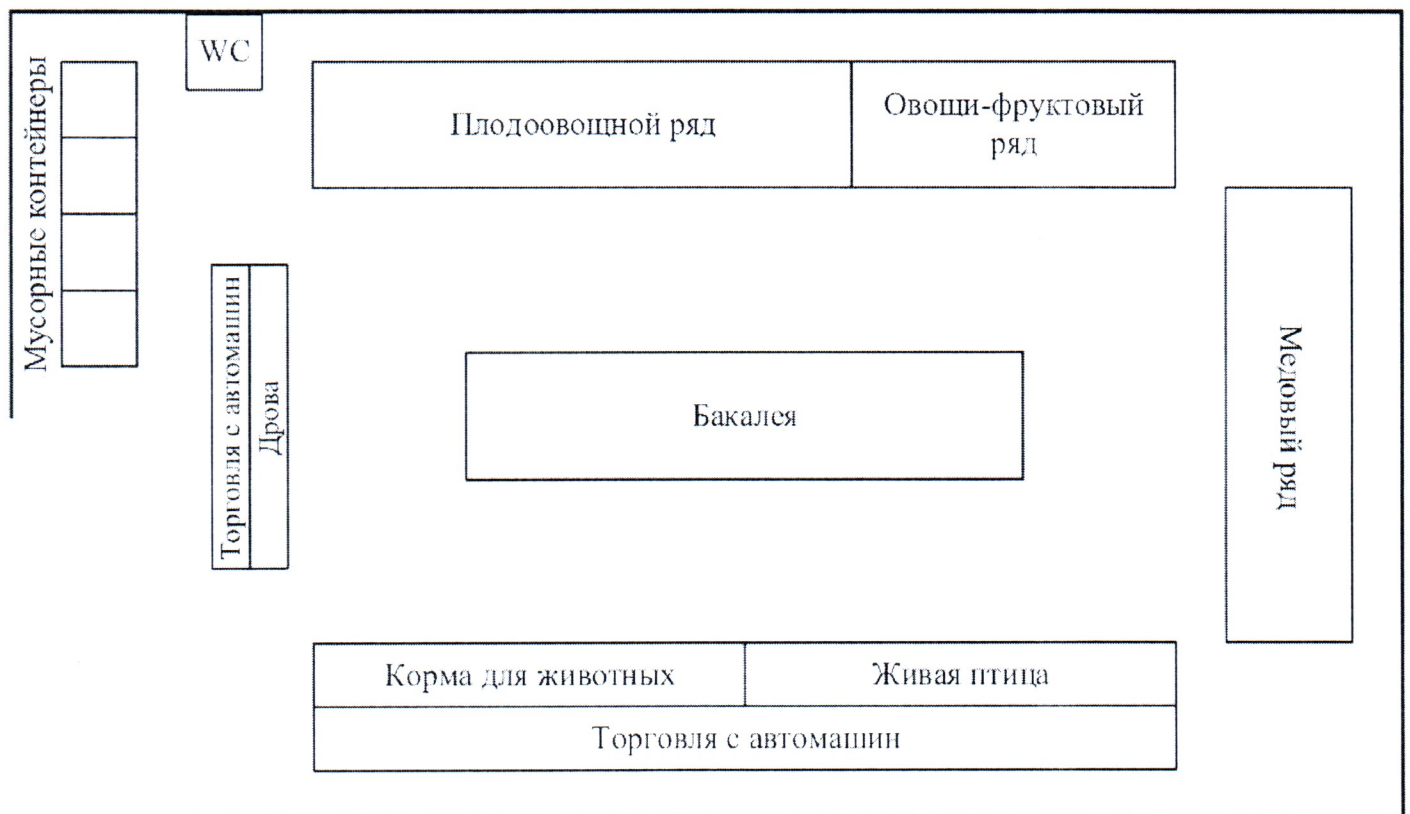 WC
Мусорные контейнеры
Плодоовощной ряд
Овощи-фруктовый
ряд
Торговля с автомашин
Дрова
Бакалея
Медовый ряд
Корма для животных
Живая птица
Торговля с автомашин